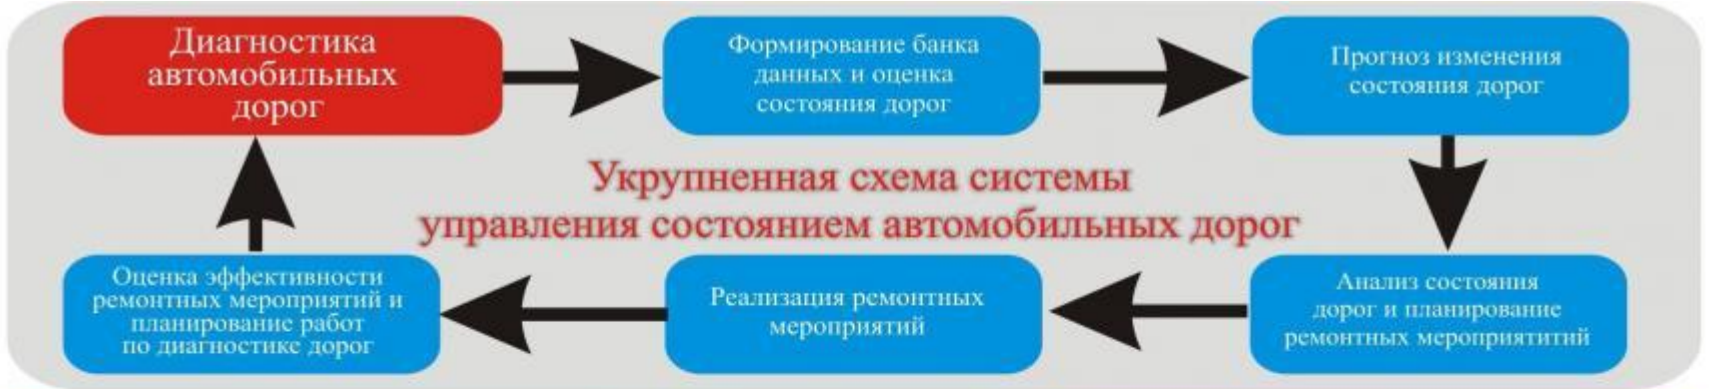 Диагностика
автомобильных
дорог
Формирование банка
данных и оценка
состояния дорог
Прогноз изменения
состояния дорог
Укрупненная схема системы
управления состоянием автомобильных дорог
Оценка эффективности
ремонтных мероприятий и
планирование работ
по диагностике дорог
Реализация ремонтных
мероприятий
Анализ состояния
дорог и планирование
ремонтных мероприятитий